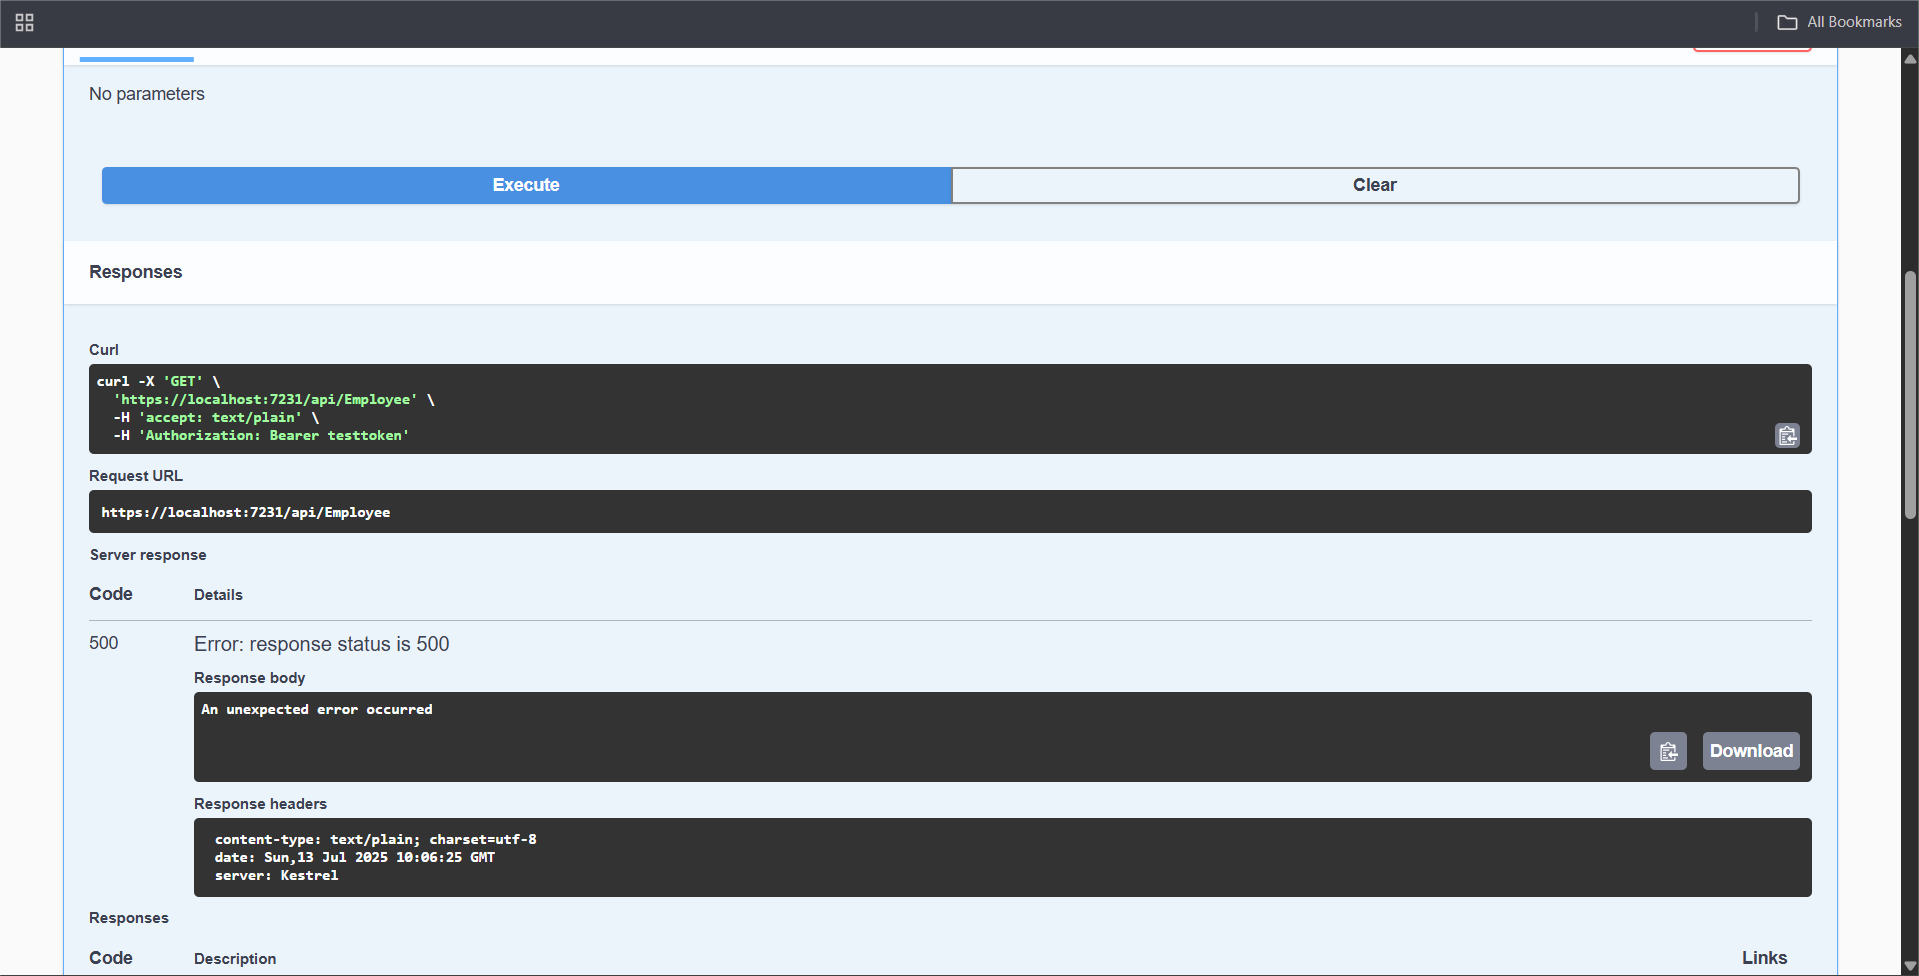 All Bookmarks
No parameters
Execute
Clear
Responses
Curl
curl -X 'GET' \
'https://localhost:7231/api/Employee' \
-H 'accept: text/plain' \
-H 'Authorization: Bearer testtoken'
Request URL
https://localhost:7231/api/Employee
Server response
Code Details
500 Error: response status is 500
Response body
An unexpected error occurred
Download
Response headers
content-type: text/plain; charset=utf-8
date: Sun,13 Jul 2025 10:06:25 GMT
server: Kestrel
Responses
Code Description Links